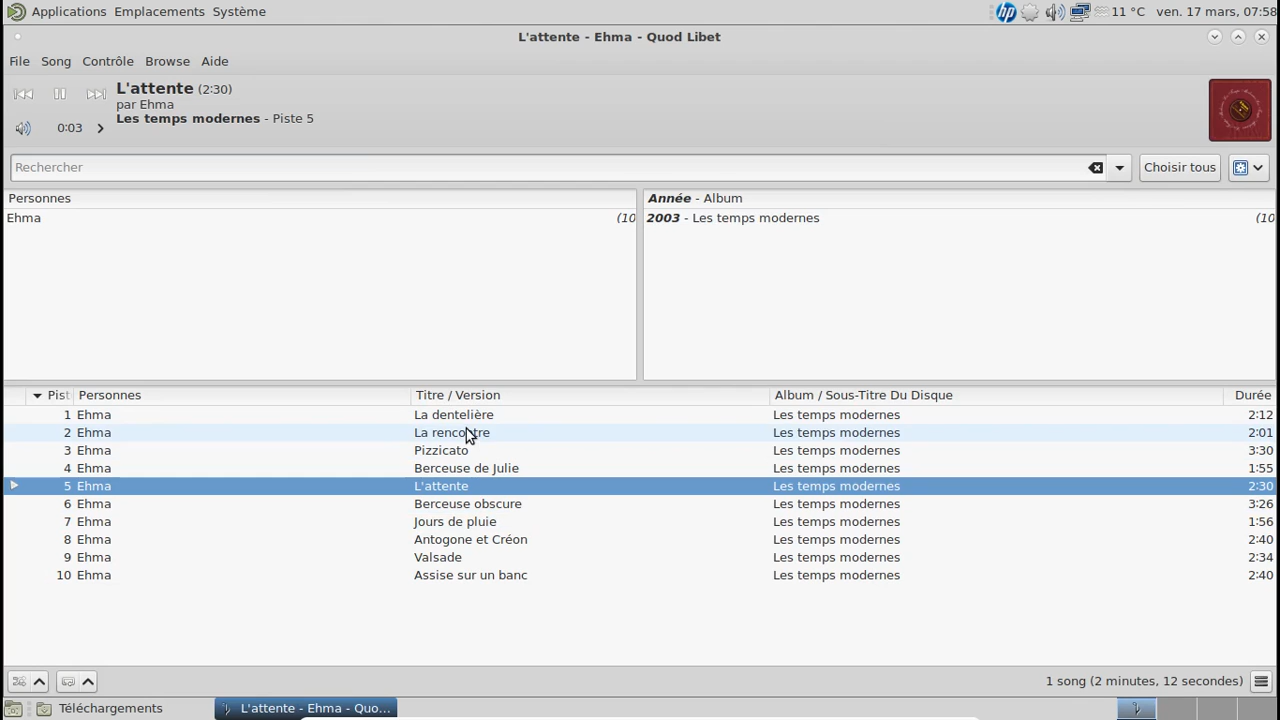 Applications Emplacements Système
hp 11 °C ven. 17 mars, 07:58
L'attente - Ehma - Quod Libet
File Song Contrôle Browse Aide
L'attente (2:30)
par Ehma
Les temps modernes - Piste 5
0:03
Rechercher Choisir tous
Personnes
Ehma (10
Année - Album
2003 - Les temps modernes (10
Pist Personnes Titre / Version Album / Sous-Titre Du Disque Durée
1 Ehma La dentelière Les temps modernes 2:12
2 Ehma La rencontre Les temps modernes 2:01
3 Ehma Pizzicato Les temps modernes 3:30
4 Ehma Berceuse de Julie Les temps modernes 1:55
5 Ehma L'attente Les temps modernes 2:30
6 Ehma Berceuse obscure Les temps modernes 3:26
7 Ehma Jours de pluie Les temps modernes 1:56
8 Ehma Antogone et Créon Les temps modernes 2:40
9 Ehma Valsade Les temps modernes 2:34
10 Ehma Assise sur un banc Les temps modernes 2:40
1 song (2 minutes, 12 secondes)
Téléchargements L'attente - Ehma - Quo...